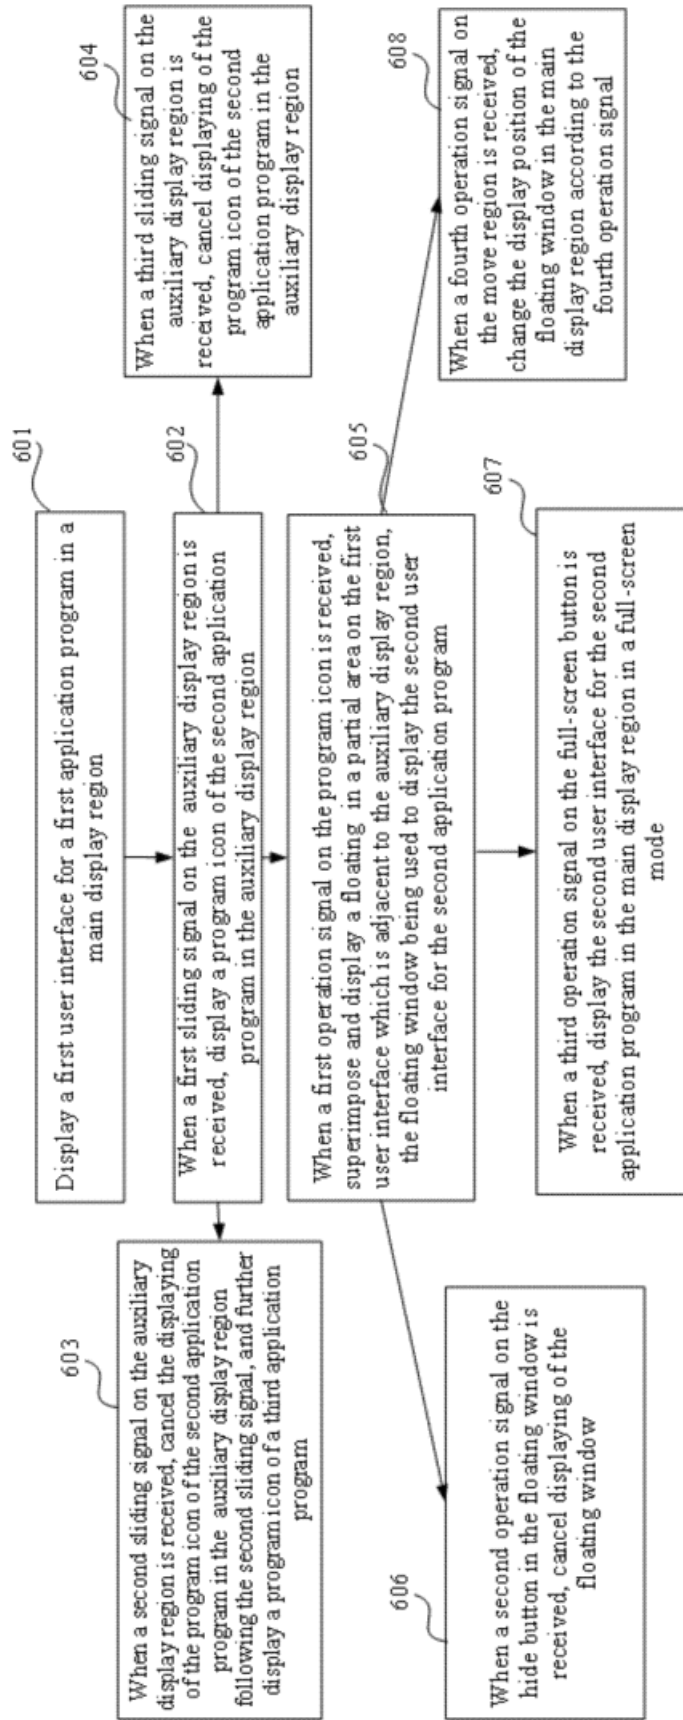 601
Display a first user interface for a first application program in a
main display region
602
When a first sliding signal on the auxiliary display region is
received, display a program icon of the second application
program in the auxiliary display region
603
When a second sliding signal on the auxiliary
display region is received, cancel the displaying
of the program icon of the second application
program in the auxiliary display region
following the second sliding signal, and further
display a program icon of a third application
program
604
When a third sliding signal on the
auxiliary display region is
received, cancel displaying of the
program icon of the second
application program in the
auxiliary display region
605
When a first operation signal on the program icon is received,
superimpose and display a floating in a partial area on the first
user interface which is adjacent to the auxiliary display region,
the floating window being used to display the second user
interface for the second application program
606
When a second operation signal on the
hide button in the floating window is
received, cancel displaying of the
floating window
607
When a third operation signal on the full-screen button is
received, display the second user interface for the second
application program in the main display region in a full-screen
mode
608
When a fourth operation signal on
the move region is received,
change the display position of the
floating window in the main
display region according to the
fourth operation signal